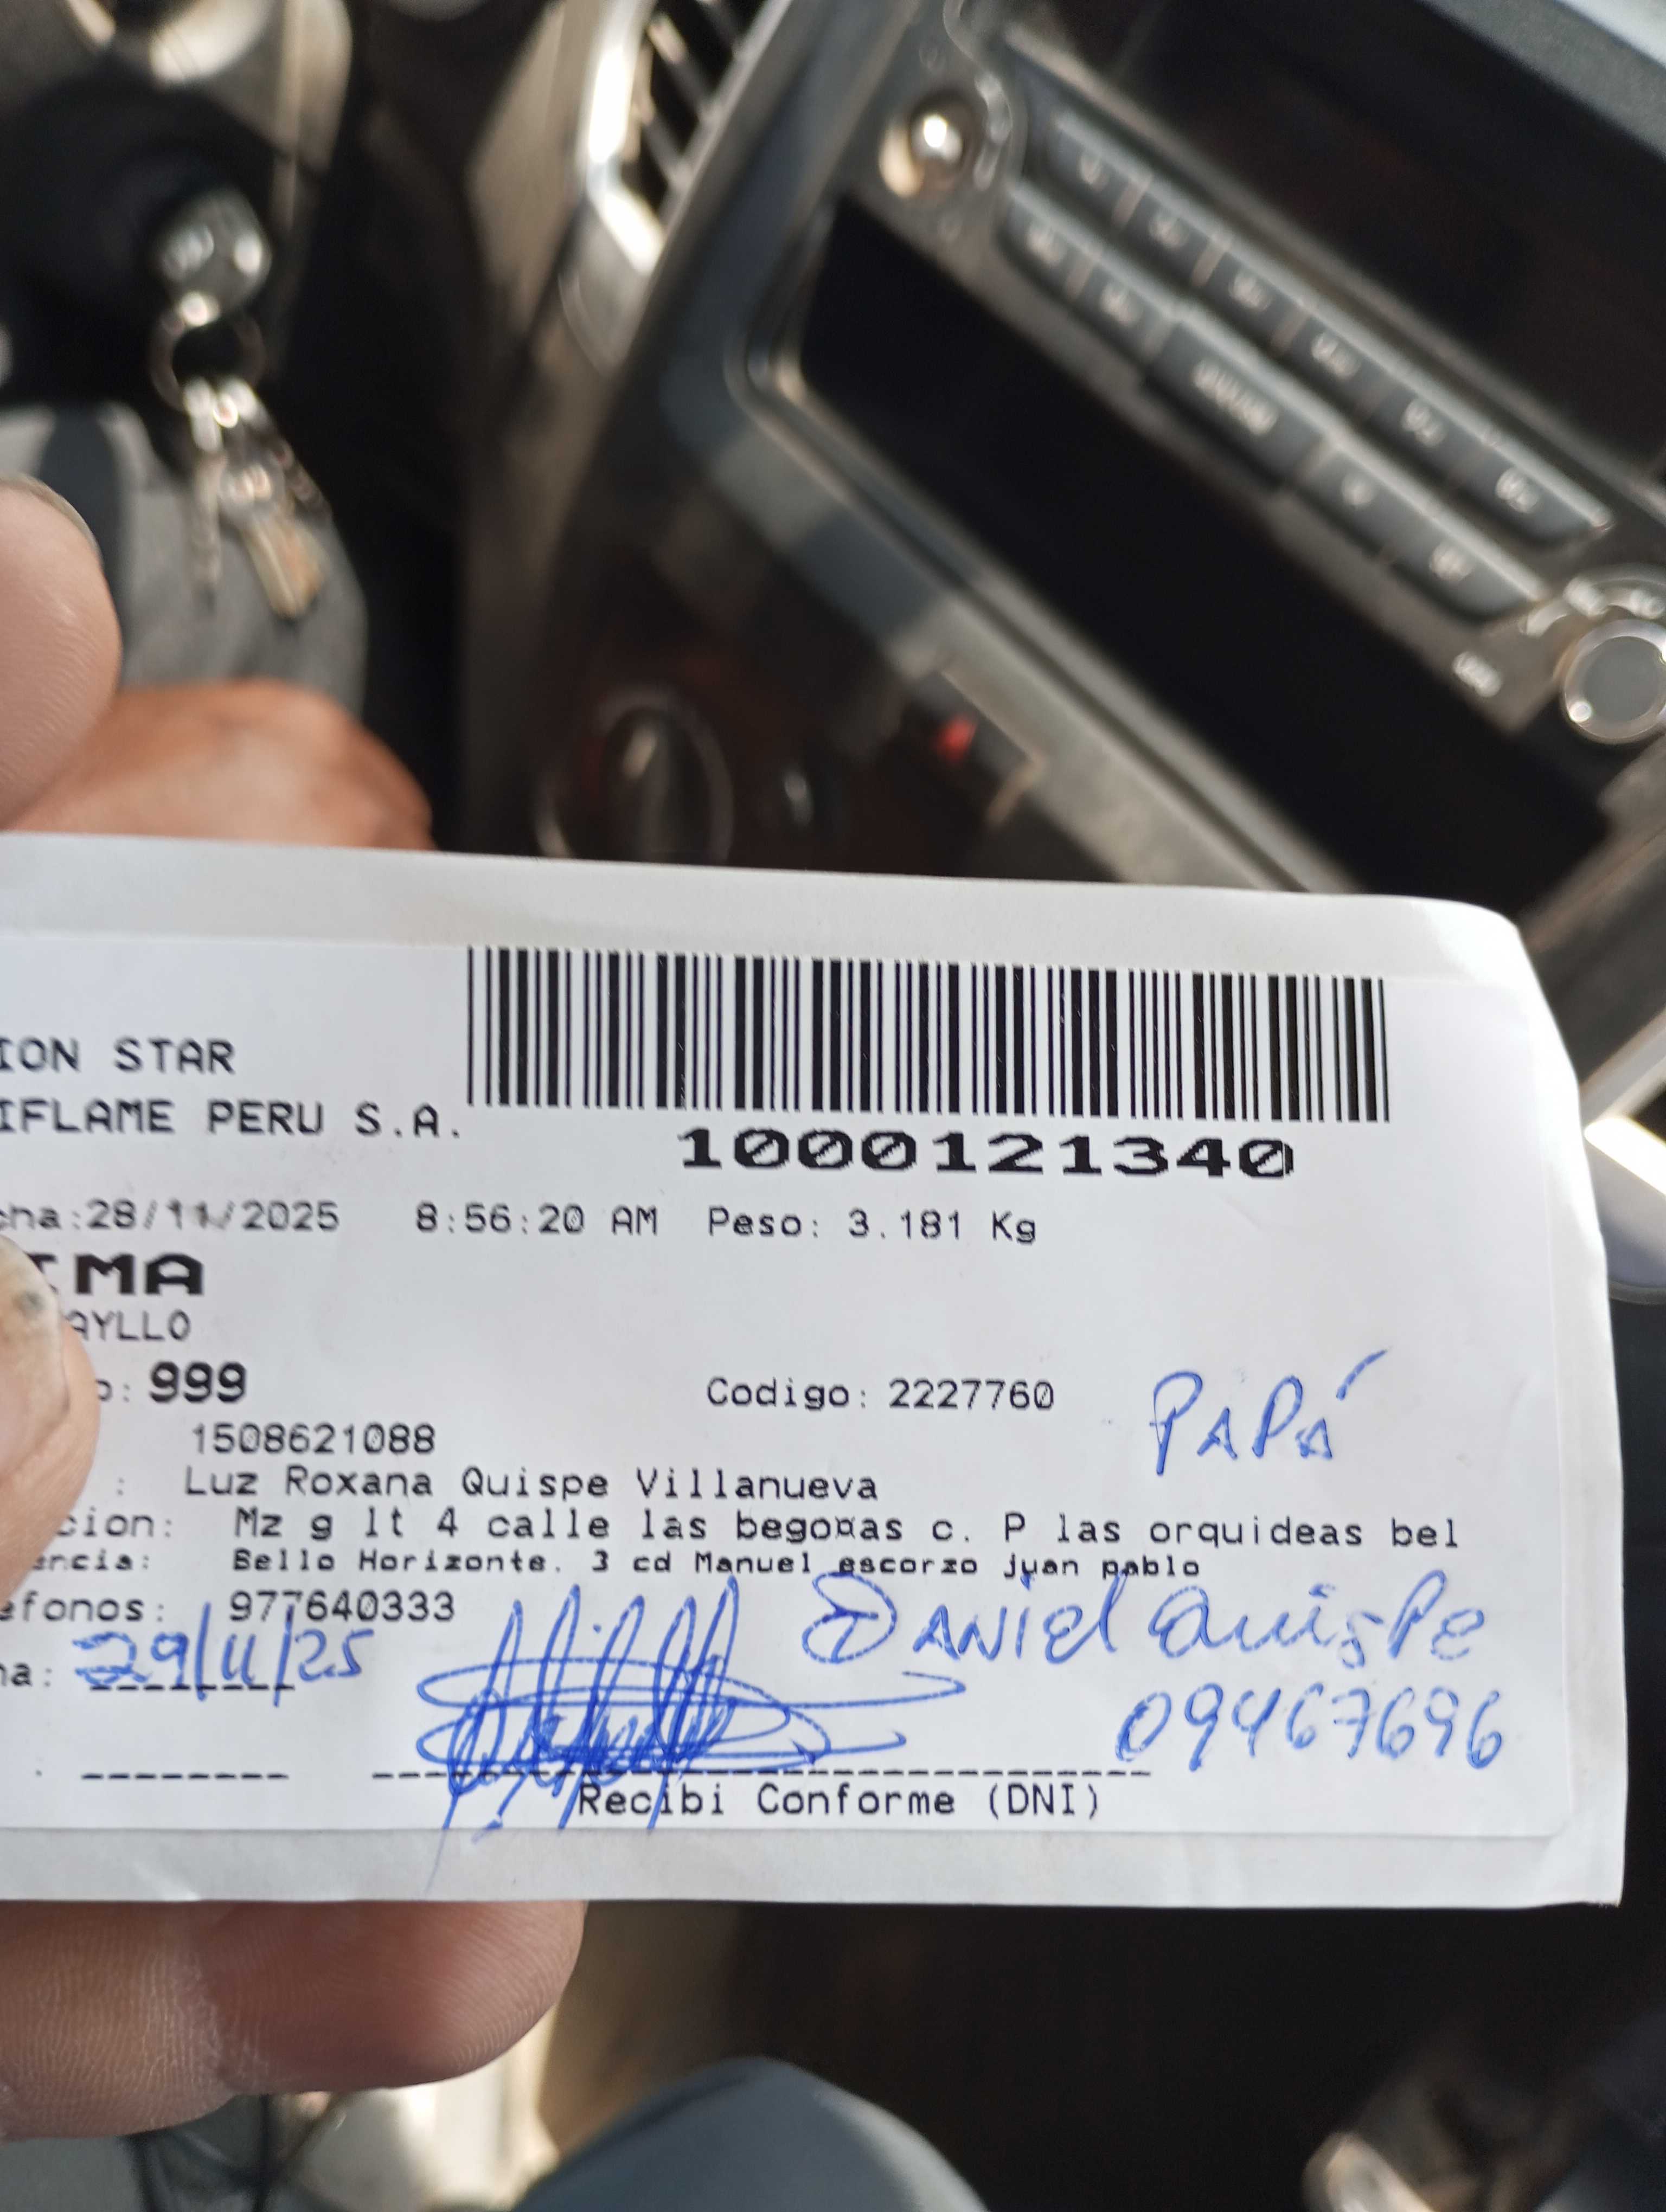 ION STAR
IFLAME PERU S.A.
1000121340
cha:28/11/2025 8:56:20 AM Peso: 3.181 Kg
IMA
AYLLO
o: 999 Codigo: 2227760
PAPÁ
1508621088
: Luz Roxana Quispe Villanueva
cion: Mz g lt 4 calle las begoñas c. P las orquideas bel
encia: Bello Horizonte. 3 cd Manuel escorzo juan pablo
efonos: 977640333
DANiel Quispe
na: 29/11/25
09467696
Recibi Conforme (DNI)